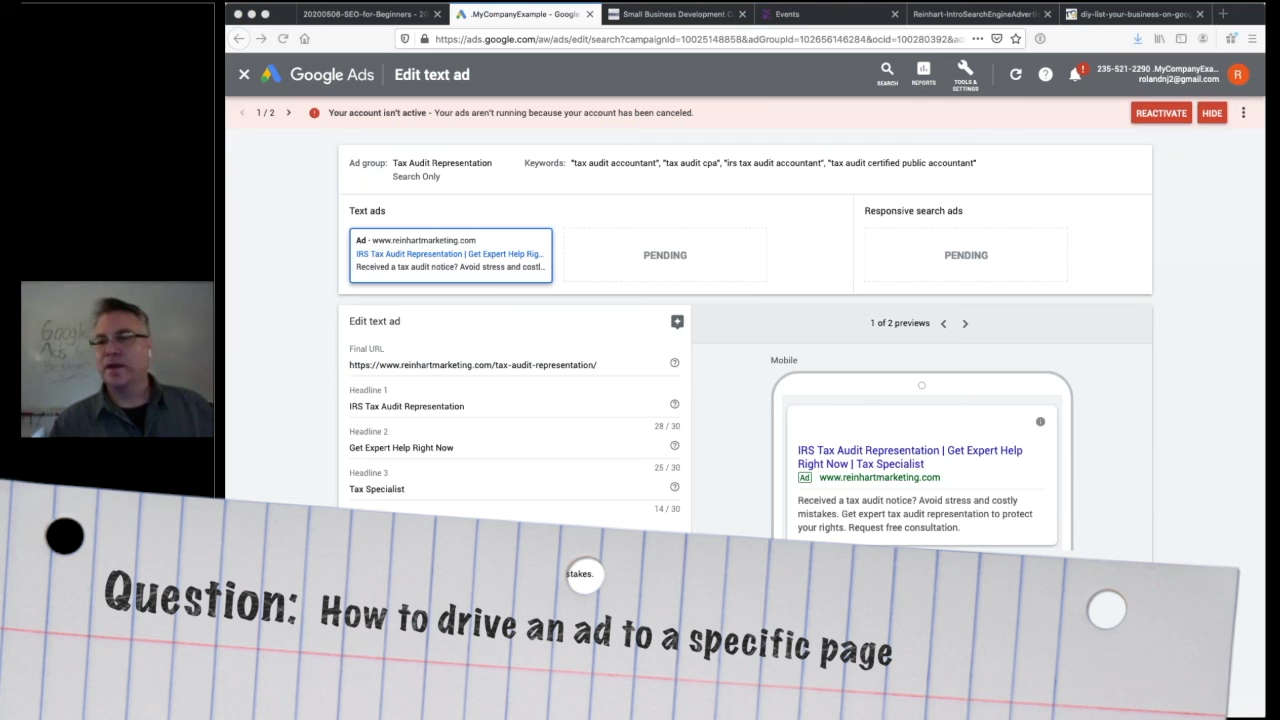 20200506-SEO-for-Beginners - 20
.MyCompanyExample - Google
Small Business Development C
Events
Reinhart-IntroSearchEngineAdverti
diy-list-your-business-on-goog
https://ads.google.com/aw/ads/edit/search?campaignId=10025148858&adGroupId=102656146284&ocid=100280392&ad
Google Ads
Edit text ad
SEARCH
REPORTS
TOOLS &
SETTINGS
235-521-2290 .MyCompanyExa...
rolandnj2@gmail.com
R
1 / 2
Your account isn't active - Your ads aren't running because your account has been canceled.
REACTIVATE
HIDE
Ad group: Tax Audit Representation
Search Only
Keywords: "tax audit accountant", "tax audit cpa", "irs tax audit accountant", "tax audit certified public accountant"
Text ads
Responsive search ads
Ad - www.reinhartmarketing.com
IRS Tax Audit Representation | Get Expert Help Rig...
Received a tax audit notice? Avoid stress and costl...
PENDING
PENDING
Edit text ad
1 of 2 previews
Final URL
https://www.reinhartmarketing.com/tax-audit-representation/
Headline 1
IRS Tax Audit Representation
28 / 30
Headline 2
Get Expert Help Right Now
25 / 30
Headline 3
Tax Specialist
14 / 30
Mobile
IRS Tax Audit Representation | Get Expert Help
Right Now | Tax Specialist
Ad www.reinhartmarketing.com
Received a tax audit notice? Avoid stress and costly
mistakes. Get expert tax audit representation to protect
your rights. Request free consultation.
Google
Ads
stakes.
Question: How to drive an ad to a specific page